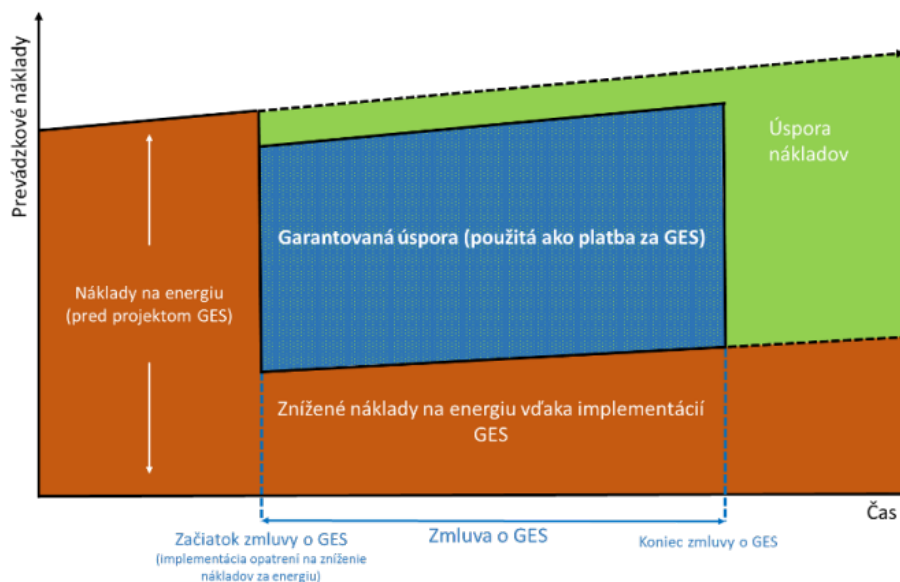 Prevádzkové náklady
Úspora
nákladov
Garantovaná úspora (použitá ako platba za GES)
Náklady na energiu
(pred projektom GES)
Znížené náklady na energiu vďaka implementácií
GES
Čas
Začiatok zmluvy o GES
(implementácia opatrení na zníženie
nákladov za energiu)
Zmluva o GES
Koniec zmluvy o GES